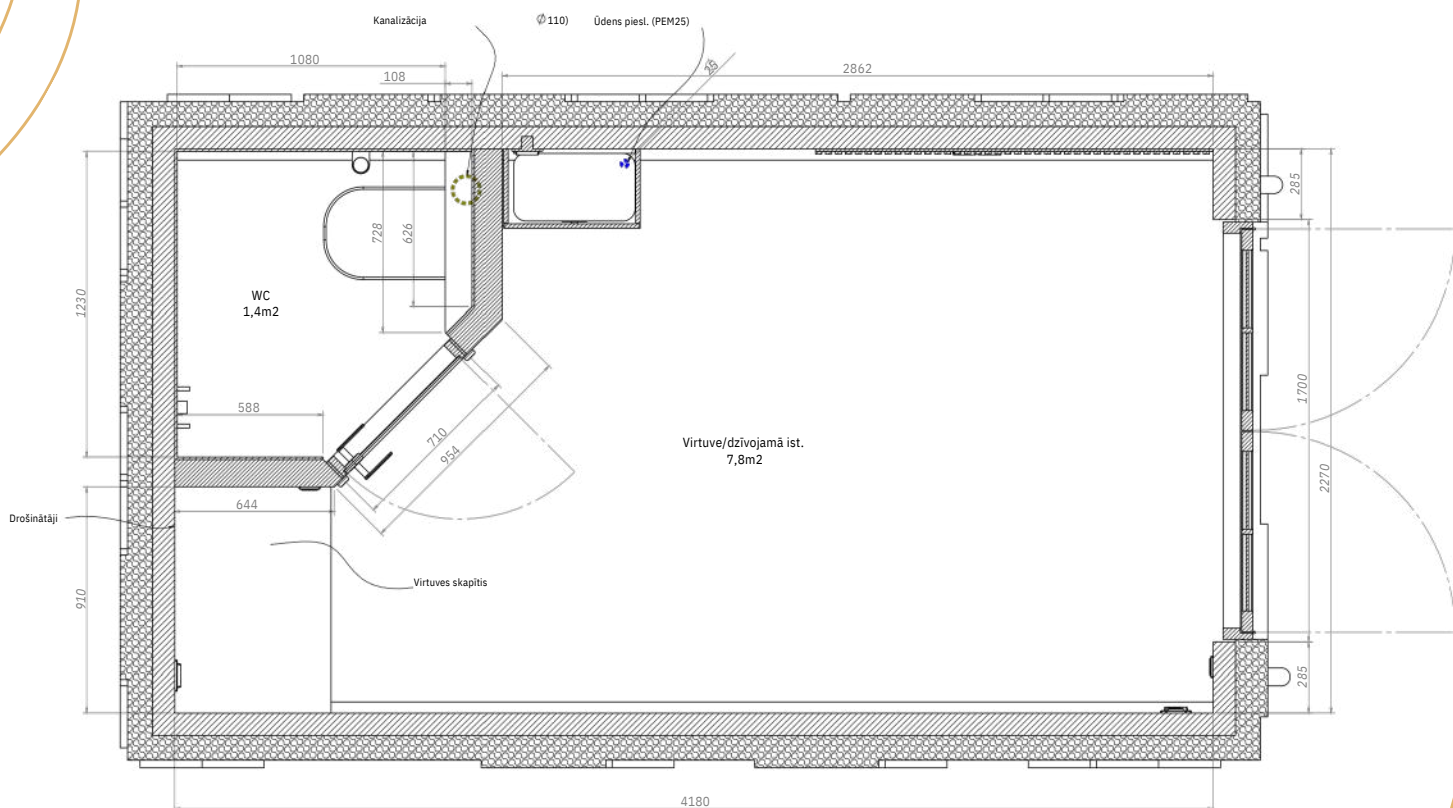 Kanalizācija
∅110)
Ūdens piesl. (PEM25)
1080
108
2862
285
728
626
1230
WC
1,4m2
588
710
954
Virtuve/dzīvojamā ist.
7,8m2
1700
2270
644
Drošinātāji
Virtuves skapītis
910
285
4180